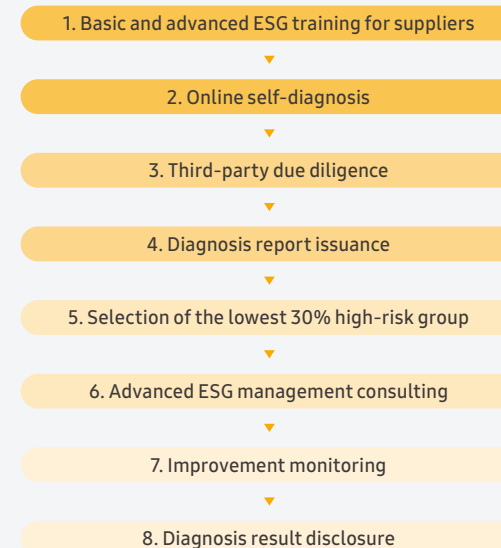 1. Basic and advanced ESG training for suppliers
2. Online self-diagnosis
3. Third-party due diligence
4. Diagnosis report issuance
5. Selection of the lowest 30% high-risk group
6. Advanced ESG management consulting
7. Improvement monitoring
8. Diagnosis result disclosure